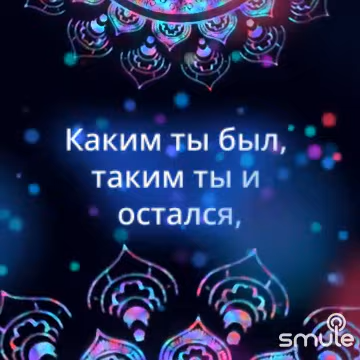 Каким ты был,
таким ты и
остался,
smule